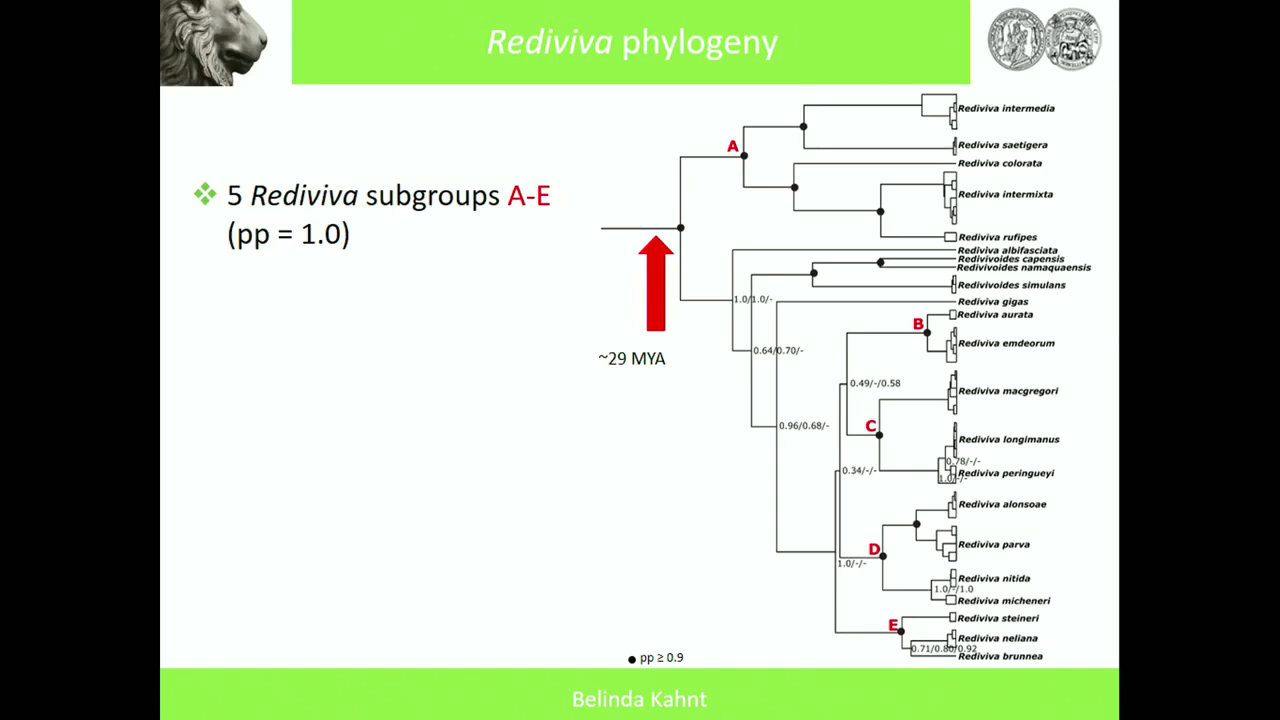 Rediviva phylogeny
5 Rediviva subgroups A-E
(pp = 1.0)
~29 MYA
A
Rediviva intermedia
Rediviva saetigera
Rediviva colorata
Rediviva intermixta
Rediviva rufipes
Rediviva albifasciata
Redivivoides capensis
Redivivoides namaquaensis
Redivivoides simulans
1.0/1.0/-
Rediviva gigas
Rediviva aurata
B
Rediviva emdeorum
0.64/0.70/-
0.49/-/0.58
Rediviva macgregori
C
0.96/0.68/-
Rediviva longimanus
0.78/-/-
0.34/-/-
Rediviva peringueyi
1.0/-/-
Rediviva alonsoae
Rediviva parva
D
1.0/-/-
Rediviva nitida
1.0/-/1.0
Rediviva micheneri
Rediviva steineri
E
Rediviva neliana
0.71/0.80/0.92
Rediviva brunnea
pp ≥ 0.9
Belinda Kahnt